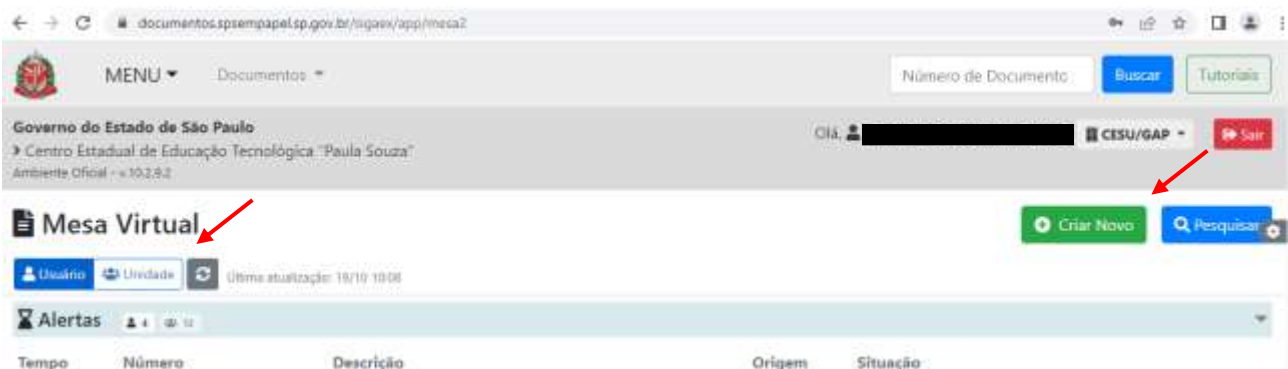 documentos.spsempapel.sp.gov.br/sigaex/app/mesa2
MENU Documentos Número de Documento Buscar Tutoriais
Governo do Estado de São Paulo
Centro Estadual de Educação Tecnológica "Paula Souza"
Olá, CESU/GAP Sair
Ambiente Oficial - v.10.2.9.2
Mesa Virtual Criar Novo Pesquisar
Usuário Unidade Última atualização: 19/10 10:08
Alertas 4 12
Tempo Número Descrição Origem Situação